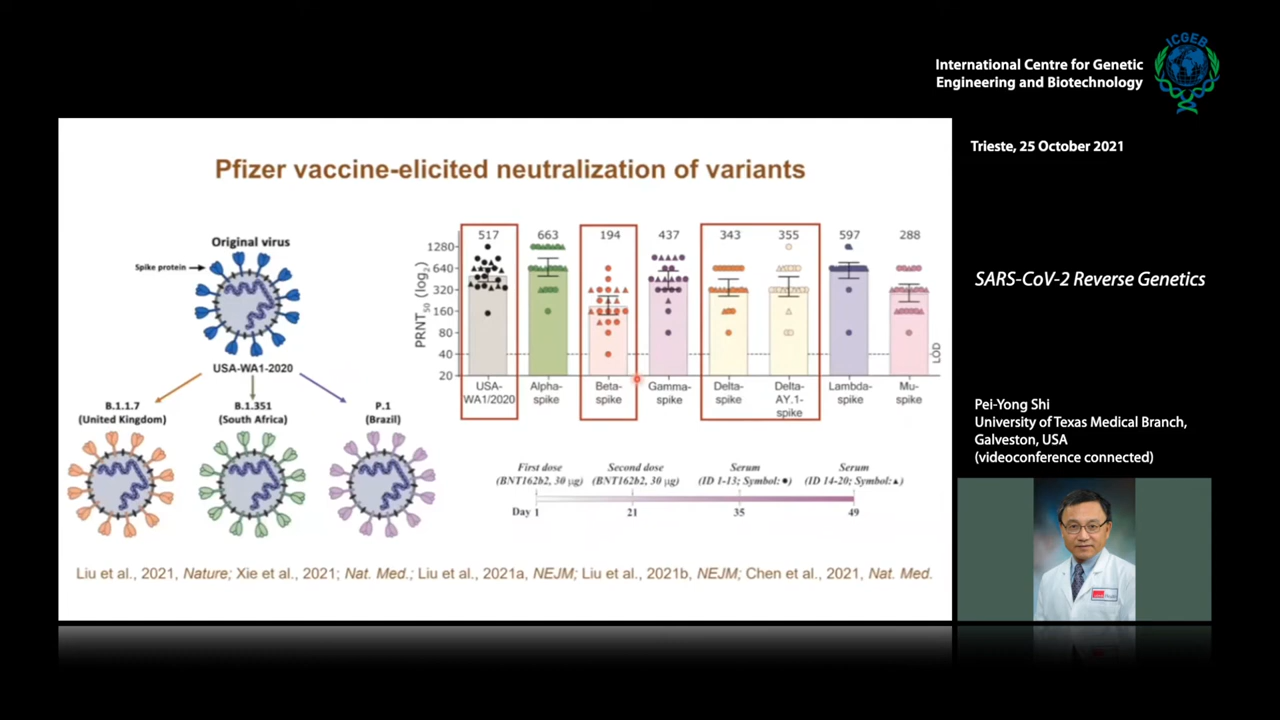 ICGEB
International Centre for Genetic
Engineering and Biotechnology
Trieste, 25 October 2021
Pfizer vaccine-elicited neutralization of variants
Original virus
Spike protein
USA-WA1-2020
B.1.1.7
(United Kingdom)
B.1.351
(South Africa)
P.1
(Brazil)
PRNT50 (log2)
1280
640
320
160
80
40
20
517
663
194
437
343
355
597
288
LOD
USA-
WA1/2020
Alpha-
spike
Beta-
spike
Gamma-
spike
Delta-
spike
Delta-
AY.1-
spike
Lambda-
spike
Mu-
spike
First dose
(BNT162b2, 30 µg)
Second dose
(BNT162b2, 30 µg)
Serum
(ID 1-13; Symbol:●)
Serum
(ID 14-20; Symbol:▲)
Day 1
21
35
49
Liu et al., 2021, Nature; Xie et al., 2021; Nat. Med.; Liu et al., 2021a, NEJM; Liu et al., 2021b, NEJM; Chen et al., 2021, Nat. Med.
SARS-CoV-2 Reverse Genetics
Pei-Yong Shi
University of Texas Medical Branch,
Galveston, USA
(videoconference connected)